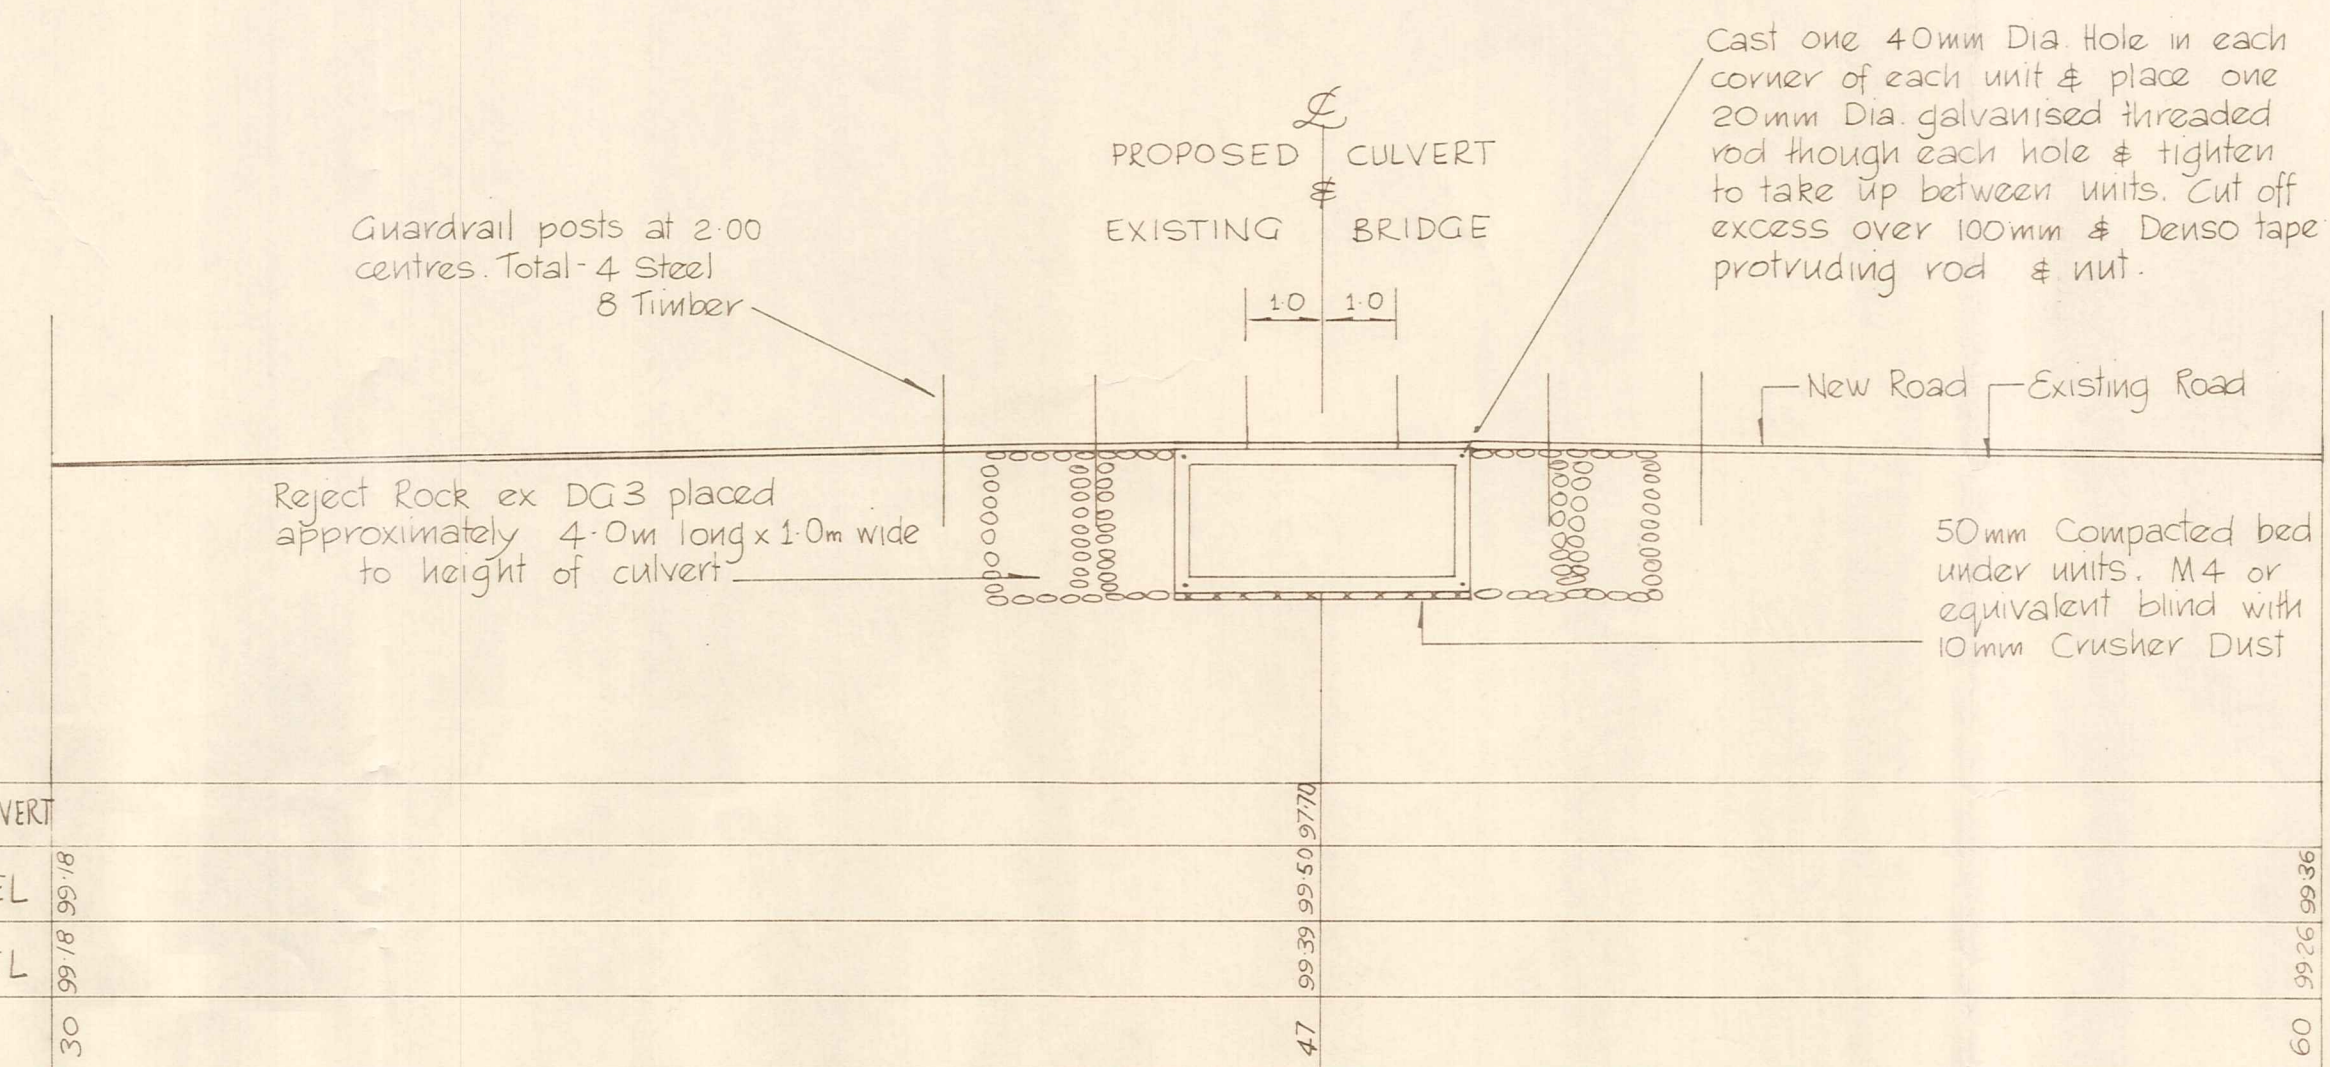 Cast one 40mm Dia. Hole in each
corner of each unit & place one
20mm Dia. galvanised threaded
rod though each hole & tighten
to take up between units. Cut off
excess over 100mm & Denso tape
protruding rod & nut.
℄
PROPOSED CULVERT
&
EXISTING BRIDGE
Guardrail posts at 2·00
centres. Total - 4 Steel
8 Timber
1·0 1·0
New Road
Existing Road
Reject Rock ex DG3 placed
approximately 4·0m long x 1·0m wide
to height of culvert
50mm Compacted bed
under units. M4 or
equivalent blind with
10mm Crusher Dust
VERT 97·70
EL 99·18 99·50 99·36
EL 99·18 99·39 99·26
30 47 60